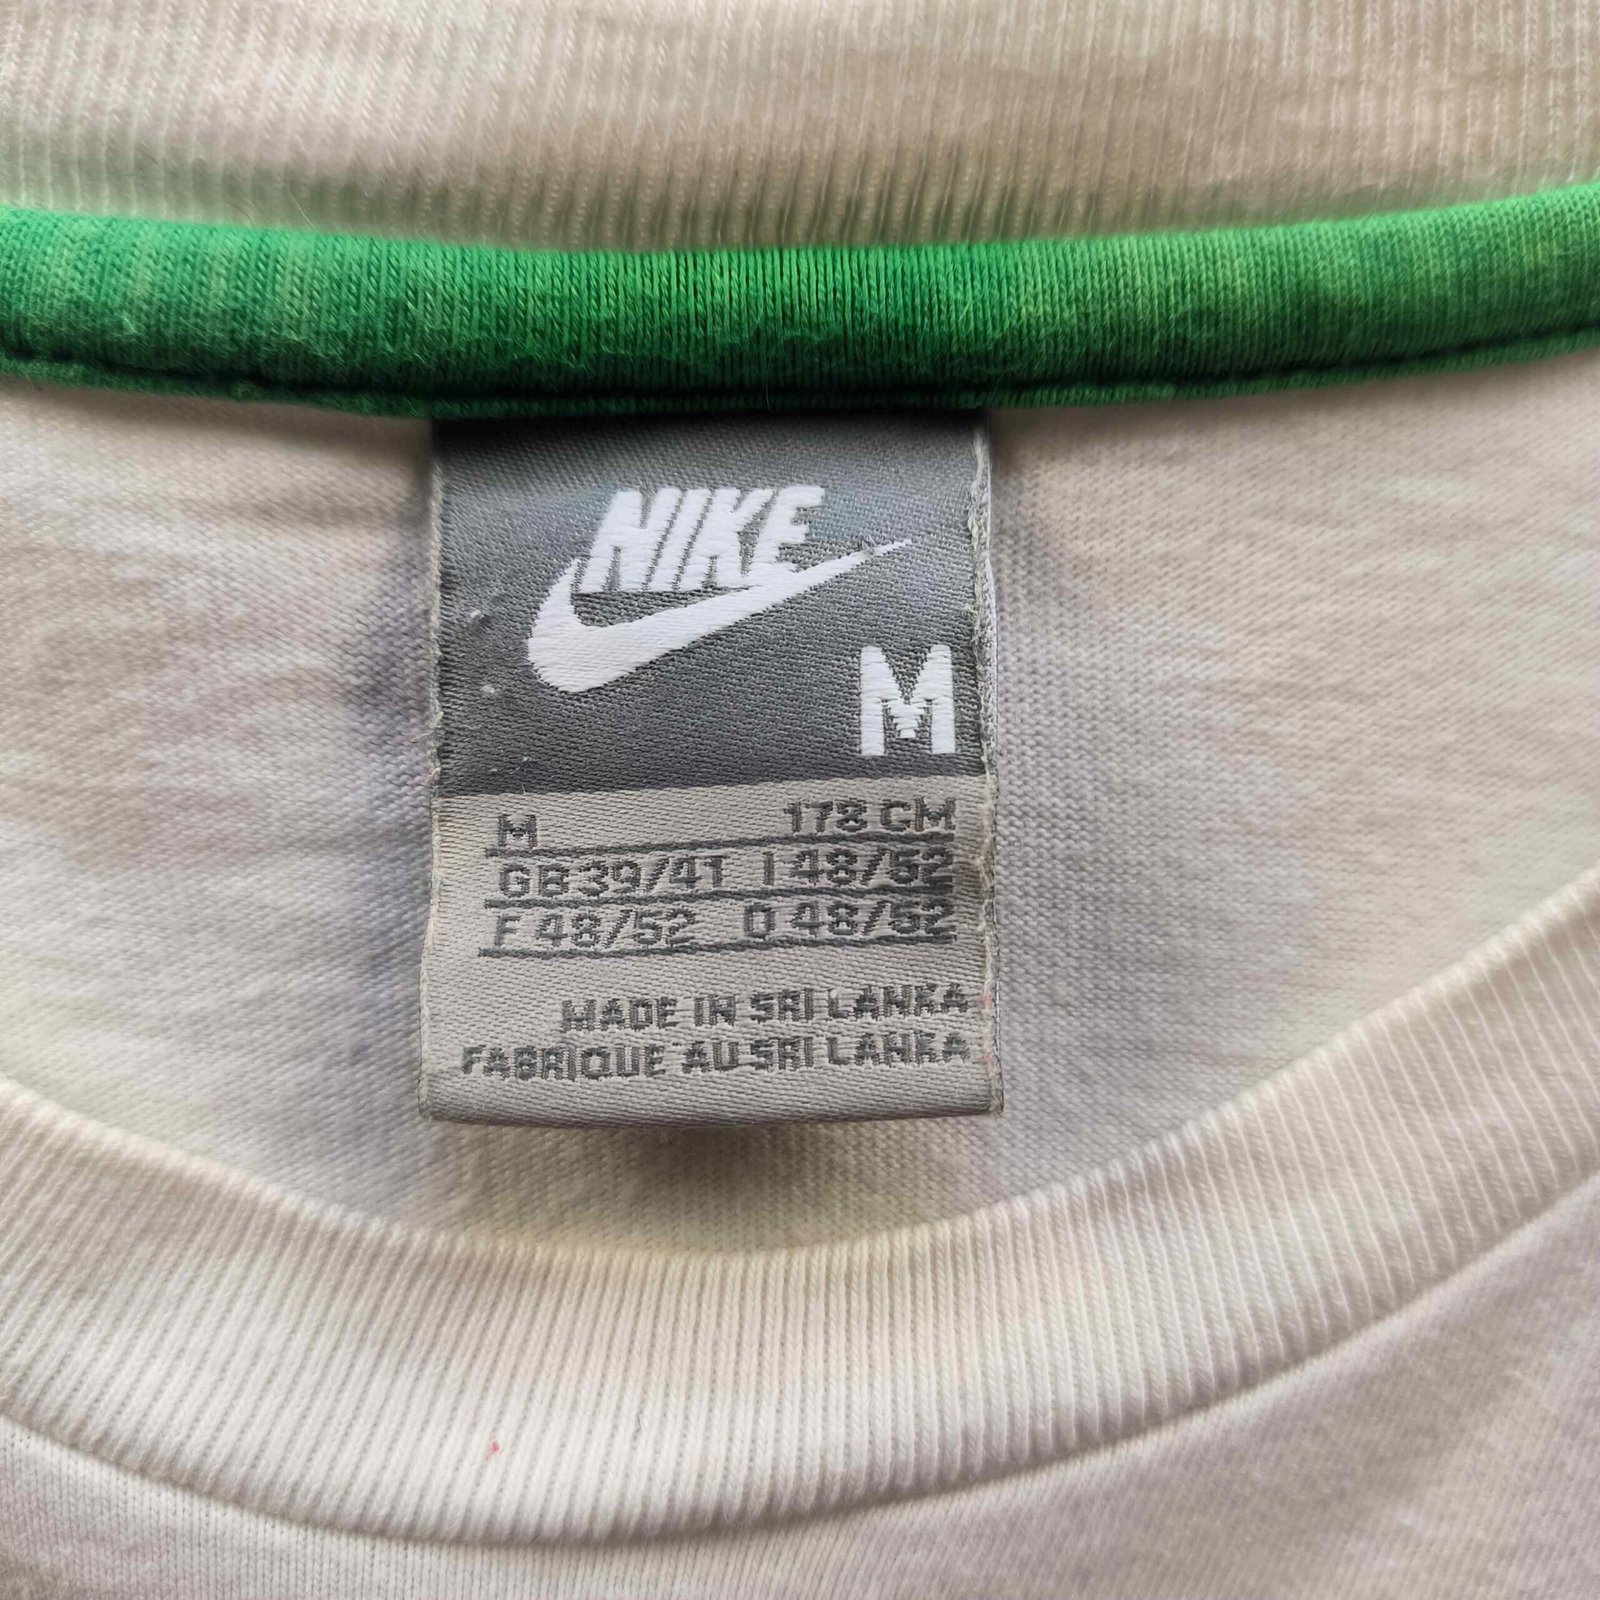 NIKE
M
M 178 CM
GB 39/41 I 48/52
F 48/52 D 48/52
MADE IN SRI LANKA
FABRIQUE AU SRI LANKA